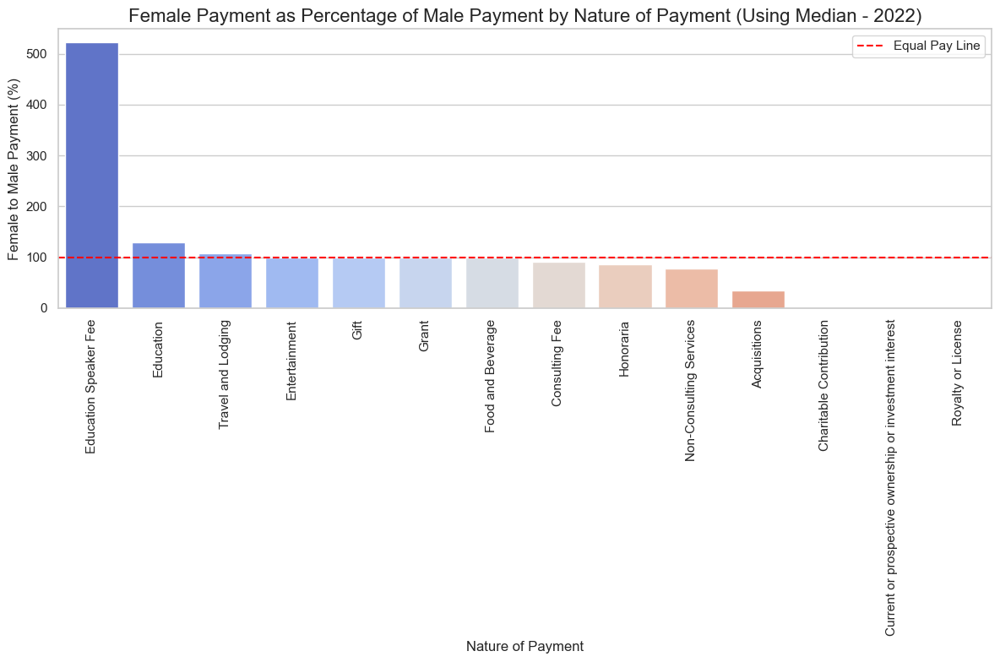 Female Payment as Percentage of Male Payment by Nature of Payment (Using Median - 2022)
Equal Pay Line
Female to Male Payment (%)
500
400
300
200
100
0
Education Speaker Fee
Education
Travel and Lodging
Entertainment
Gift
Grant
Food and Beverage
Consulting Fee
Honoraria
Non-Consulting Services
Acquisitions
Charitable Contribution
Current or prospective ownership or investment interest
Royalty or License
Nature of Payment